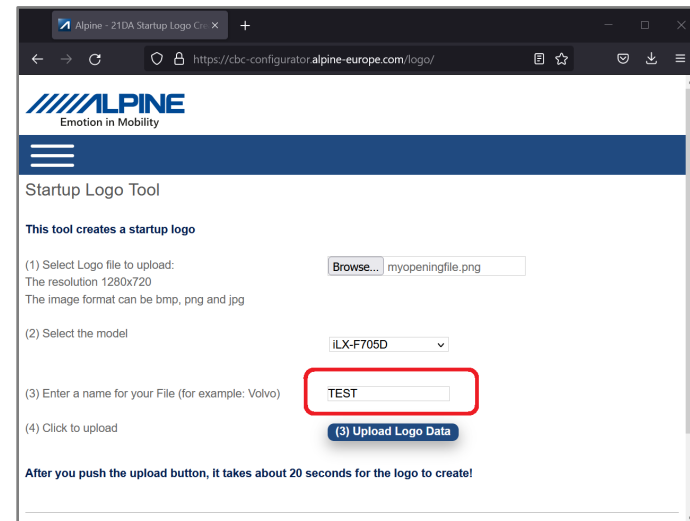 Alpine - 21DA Startup Logo Cre
https://cbc-configurator.alpine-europe.com/logo/
ALPINE
Emotion in Mobility
Startup Logo Tool
This tool creates a startup logo
(1) Select Logo file to upload:
Browse... myopeningfile.png
The resolution 1280x720
The image format can be bmp, png and jpg
(2) Select the model
iLX-F705D
(3) Enter a name for your File (for example: Volvo)
TEST
(4) Click to upload
(3) Upload Logo Data
After you push the upload button, it takes about 20 seconds for the logo to create!